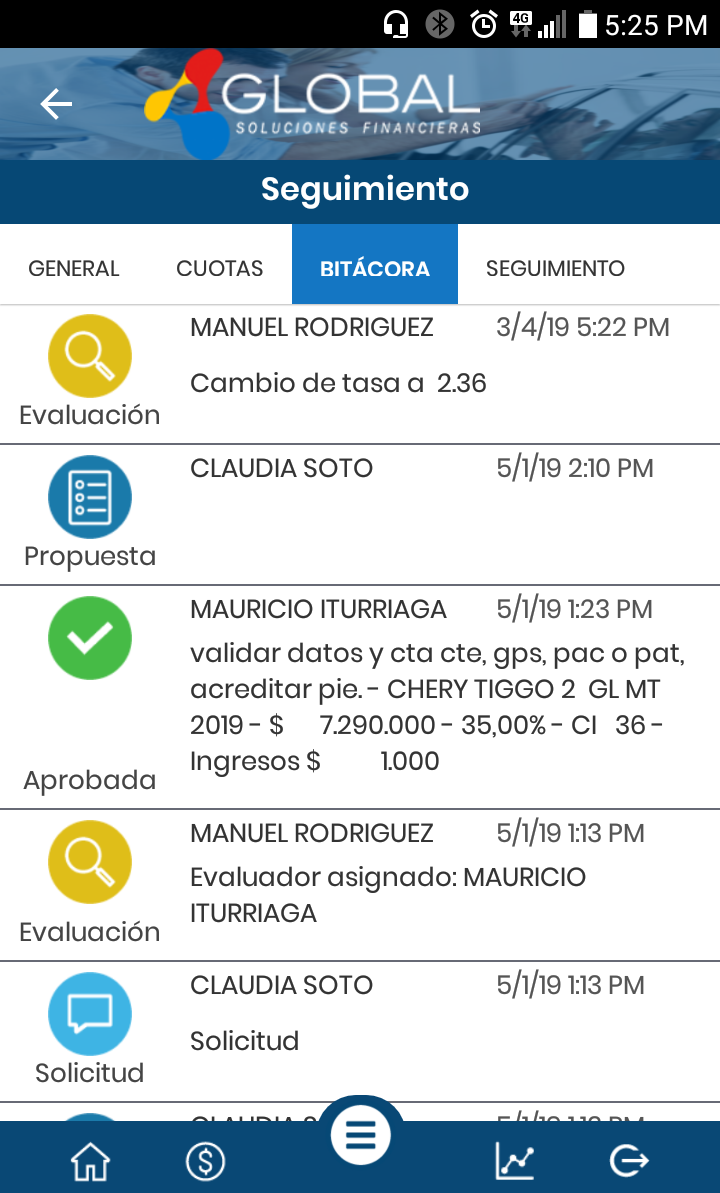 4G 5:25 PM
GLOBAL
SOLUCIONES FINANCIERAS
Seguimiento
GENERAL CUOTAS BITÁCORA SEGUIMIENTO
MANUEL RODRIGUEZ 3/4/19 5:22 PM
Cambio de tasa a 2.36
Evaluación
CLAUDIA SOTO 5/1/19 2:10 PM
Propuesta
MAURICIO ITURRIAGA 5/1/19 1:23 PM
validar datos y cta cte, gps, pac o pat,
acreditar pie. - CHERY TIGGO 2 GL MT
2019 - $ 7.290.000 - 35,00% - CI 36 -
Ingresos $ 1.000
Aprobada
MANUEL RODRIGUEZ 5/1/19 1:13 PM
Evaluador asignado: MAURICIO
ITURRIAGA
Evaluación
CLAUDIA SOTO 5/1/19 1:13 PM
Solicitud
Solicitud